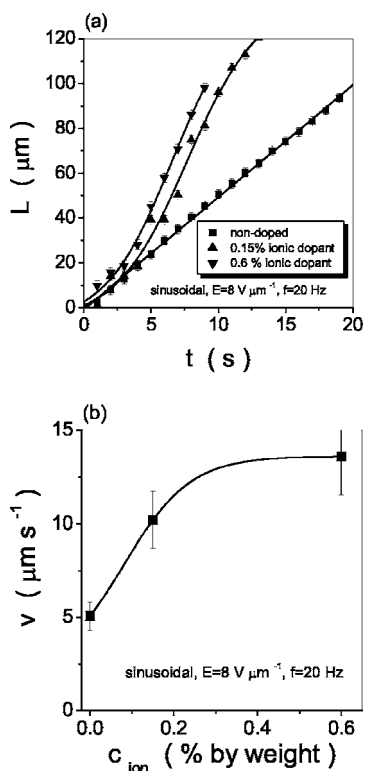 (a)
120
100
80
60
40
20
0
L ( μm)
non-doped
0.15% ionic dopant
0.6 % ionic dopant
sinusoidal, E=8 V μm⁻¹, f=20 Hz
0 5 10 15 20
t ( s )
(b)
15
10
5
0
v ( μm s⁻¹ )
sinusoidal, E=8 V μm⁻¹, f=20 Hz
0.0 0.2 0.4 0.6
c ion ( % by weight )